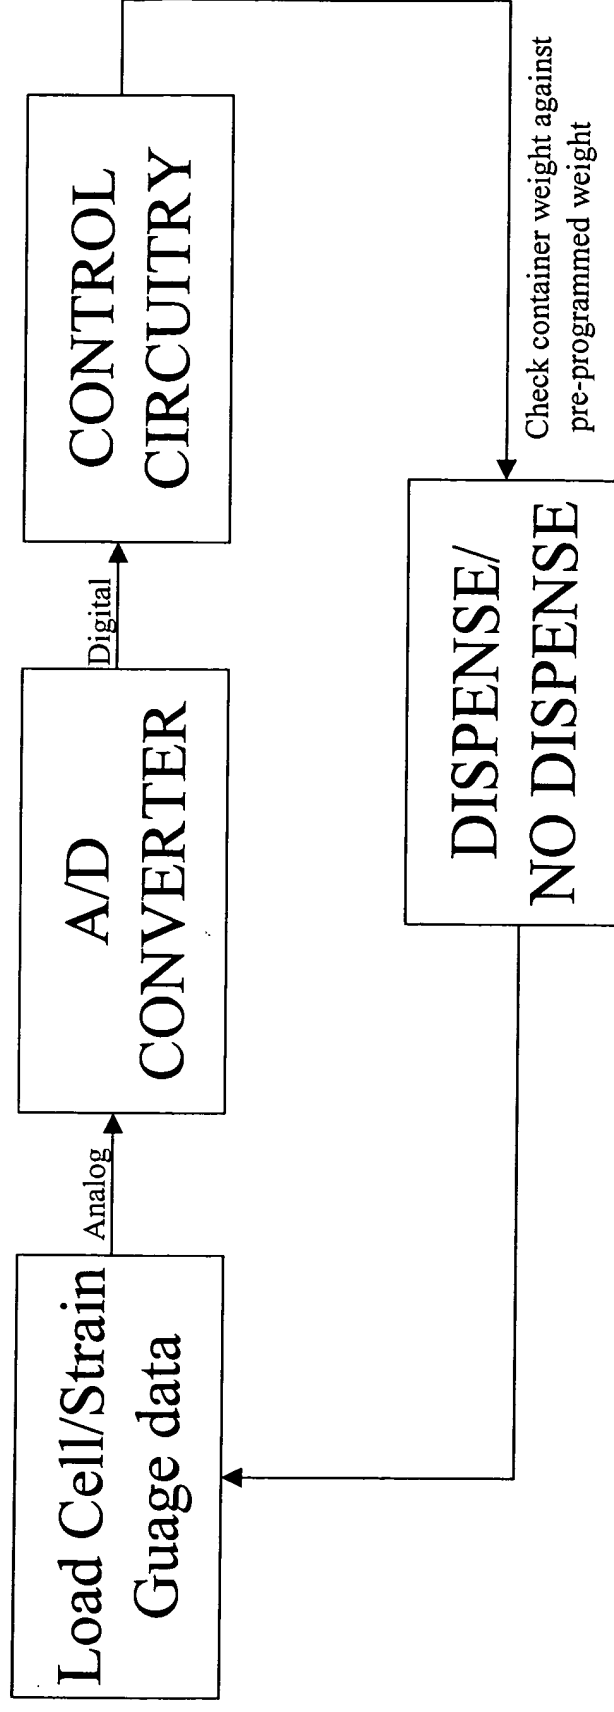 Load Cell/Strain
Guage data
Analog
A/D
CONVERTER
Digital
CONTROL
CIRCUITRY
Check container weight against
pre-programmed weight
DISPENSE/
NO DISPENSE